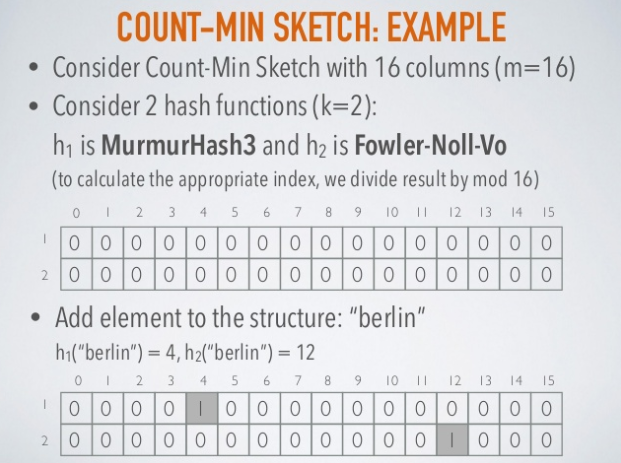 COUNT-MIN SKETCH: EXAMPLE
• Consider Count-Min Sketch with 16 columns (m=16)
• Consider 2 hash functions (k=2):
h₁ is MurmurHash3 and h₂ is Fowler-Noll-Vo
(to calculate the appropriate index, we divide result by mod 16)
0 1 2 3 4 5 6 7 8 9 10 11 12 13 14 15
1 0 0 0 0 0 0 0 0 0 0 0 0 0 0 0 0
2 0 0 0 0 0 0 0 0 0 0 0 0 0 0 0 0
• Add element to the structure: "berlin"
h₁("berlin") = 4, h₂("berlin") = 12
0 1 2 3 4 5 6 7 8 9 10 11 12 13 14 15
1 0 0 0 0 1 0 0 0 0 0 0 0 0 0 0 0
2 0 0 0 0 0 0 0 0 0 0 0 0 1 0 0 0